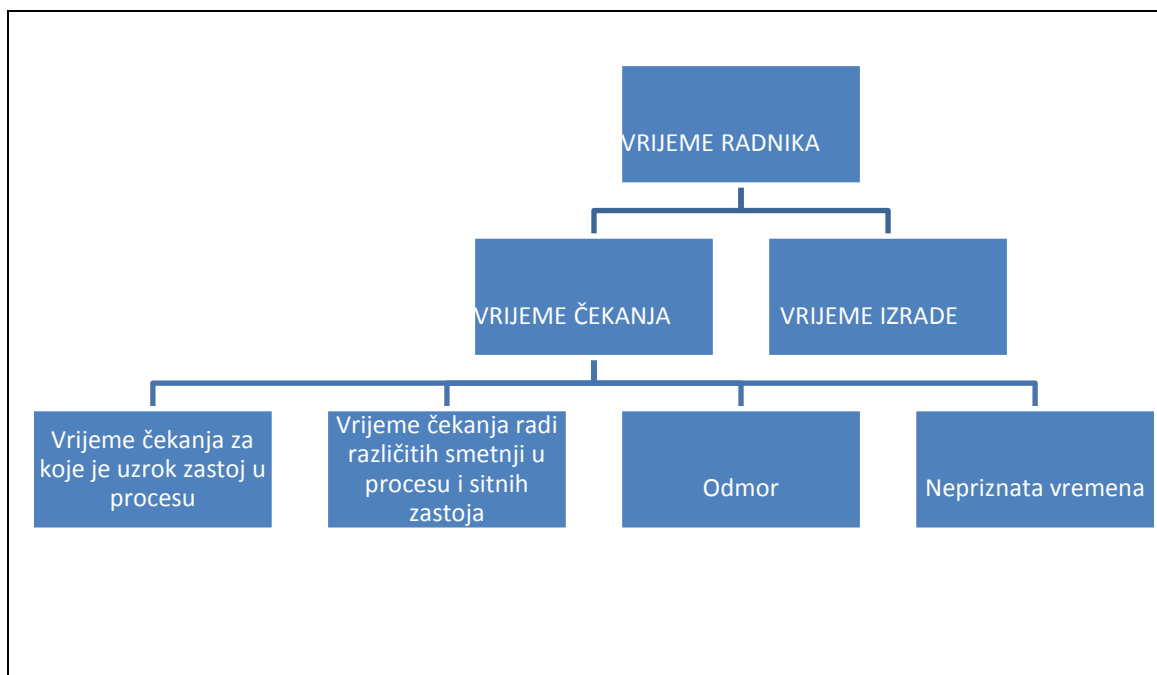 VRIJEME RADNIKA
VRIJEME ČEKANJA
VRIJEME IZRADE
Vrijeme čekanja za
koje je uzrok zastoj u
procesu
Vrijeme čekanja radi
različitih smetnji u
procesu i sitnih
zastoja
Odmor
Nepriznata vremena